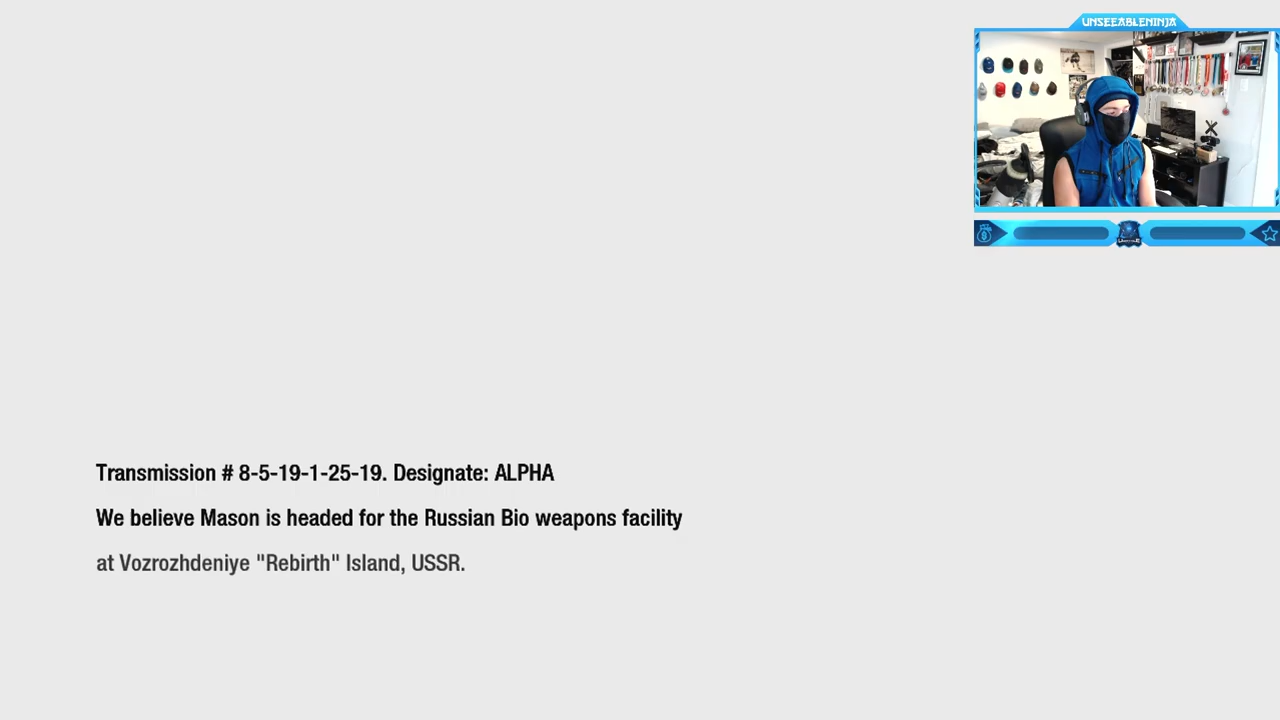 UNSEEABLENINJA
Transmission # 8-5-19-1-25-19. Designate: ALPHA
We believe Mason is headed for the Russian Bio weapons facility
at Vozrozhdeniye "Rebirth" Island, USSR.